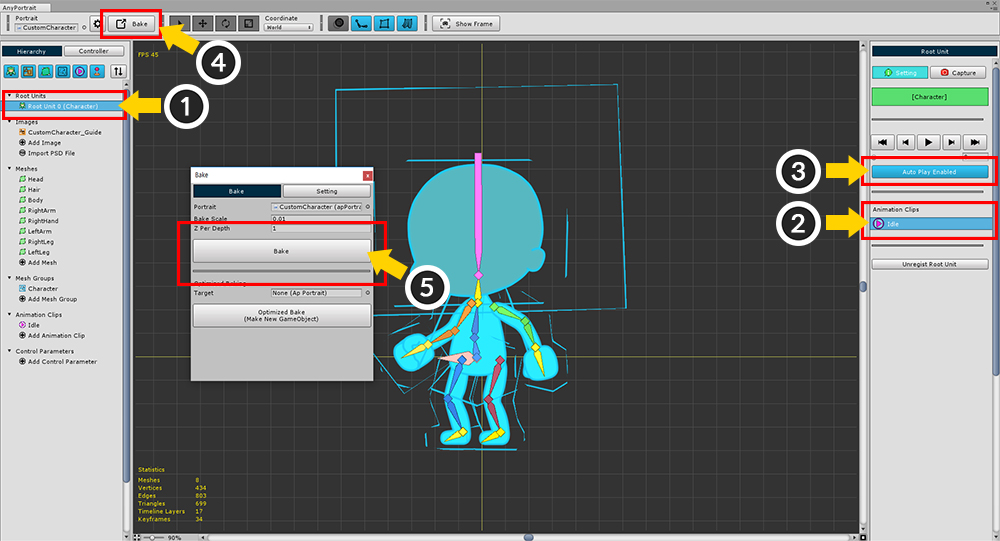 AnyPortrait
Portrait
CustomCharacter (
Bake
Coordinate
World
Show Frame
Hierarchy
Controller
FPS 45
4
1
Root Units
Root Unit 0 (Character)
Images
CustomCharacter_Guide
Add Image
Import PSD File
Meshes
Head
Hair
Body
RightArm
RightHand
LeftArm
RightLeg
LeftLeg
Add Mesh
Mesh Groups
Character
Add Mesh Group
Animation Clips
Idle
Add Animation Clip
Control Parameters
Add Control Parameter
Bake
Bake
Setting
Portrait
CustomCharacter (apPortra
Bake Scale
0.01
Z Per Depth
1
Bake
5
Target
None (Ap Portrait)
Optimized Bake
(Make New GameObject)
Statistics
Meshes 8
Vertices 434
Edges 803
Triangles 699
Timeline Layers 17
Keyframes 34
90%
Root Unit
Setting
Capture
[Character]
3
Auto Play Enabled
2
Animation Clips
Idle
Unregist Root Unit